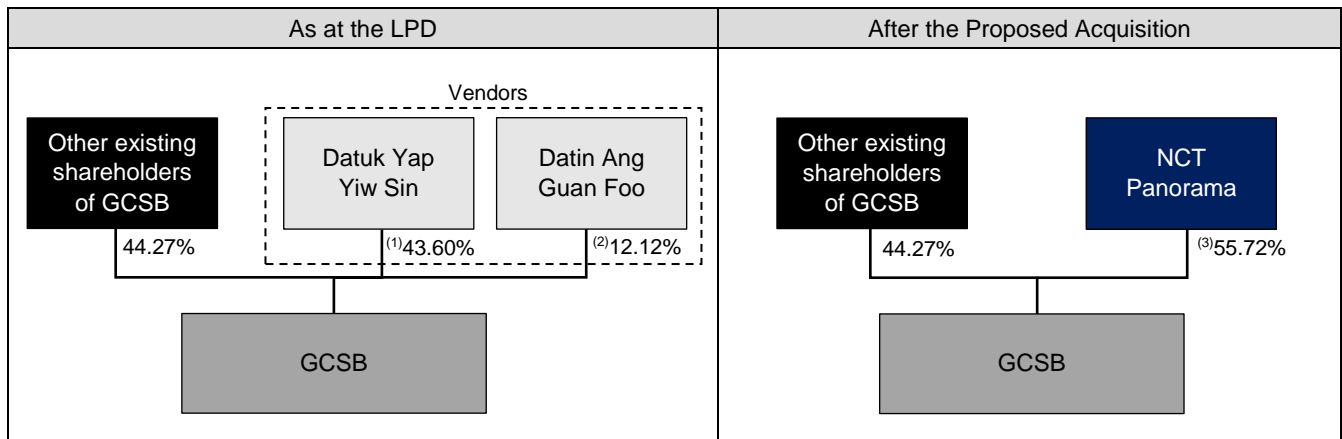 As at the LPD
After the Proposed Acquisition
Vendors
Other existing
shareholders
of GCSB
Datuk Yap
Yiw Sin
Datin Ang
Guan Foo
44.27%
(1)43.60%
(2)12.12%
GCSB
Other existing
shareholders
of GCSB
NCT
Panorama
44.27%
(3)55.72%
GCSB